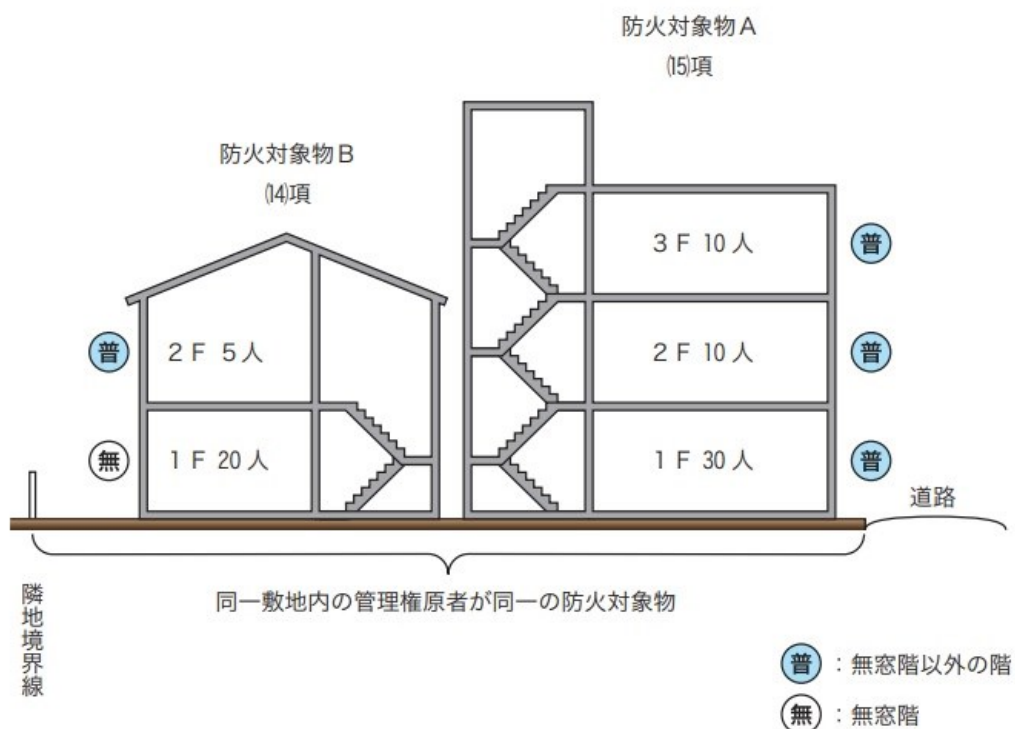 防火対象物A
⒂項
防火対象物B
⒁項
3F 10人
普
2F 5人
普
2F 10人
普
1F 20人
無
1F 30人
普
道路
隣地境界線
同一敷地内の管理権原者が同一の防火対象物
普：無窓階以外の階
無：無窓階